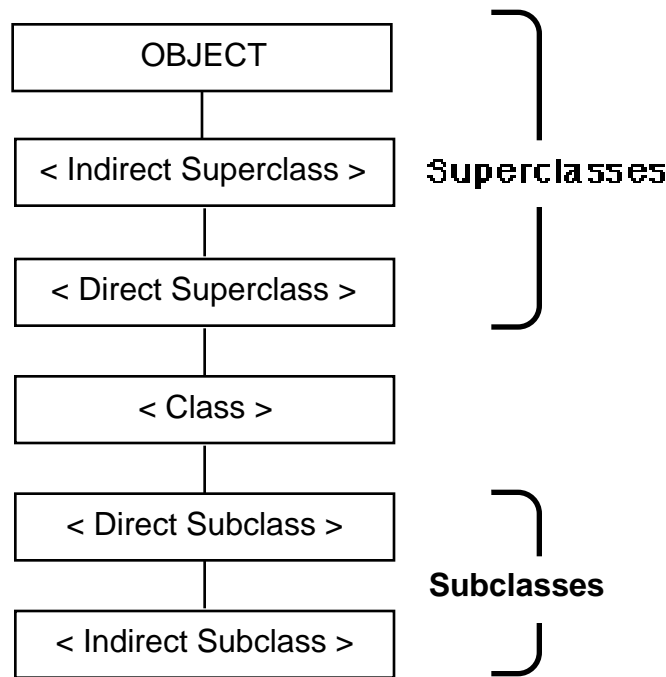 OBJECT
< Indirect Superclass >
Superclasses
< Direct Superclass >
< Class >
< Direct Subclass >
Subclasses
< Indirect Subclass >